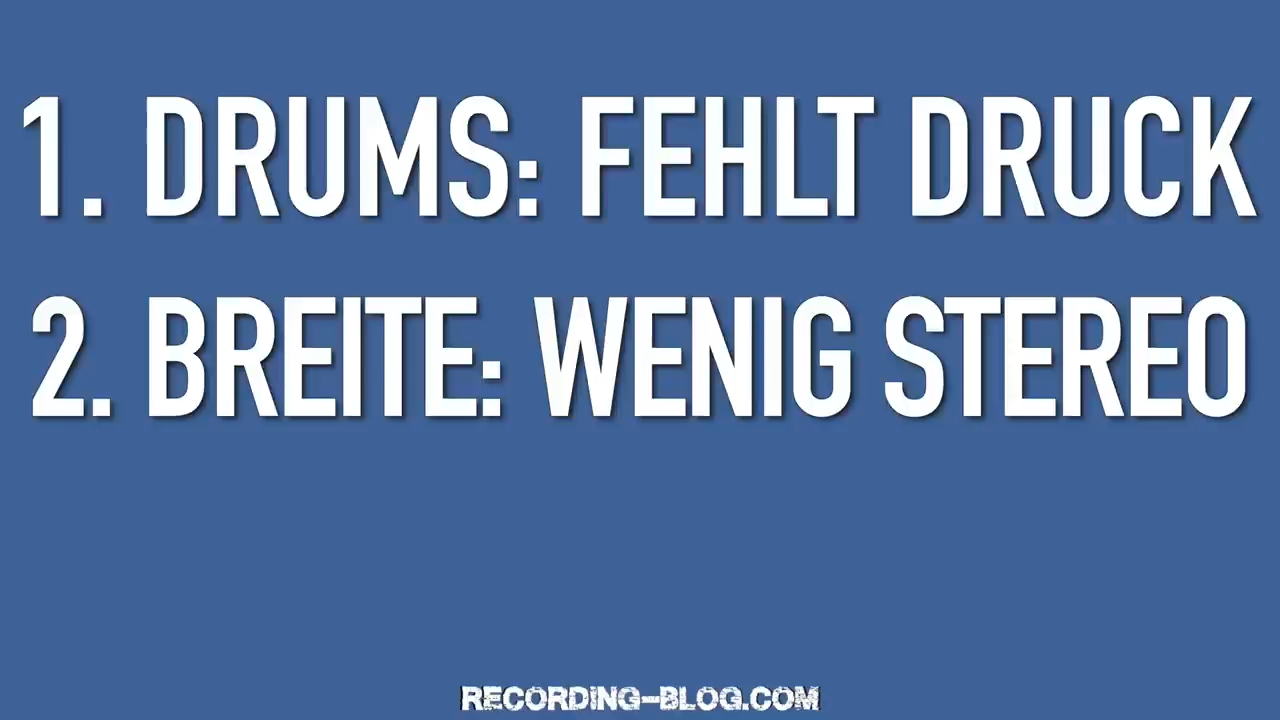 1. DRUMS: FEHLT DRUCK
2. BREITE: WENIG STEREO
RECORDING-BLOG.COM